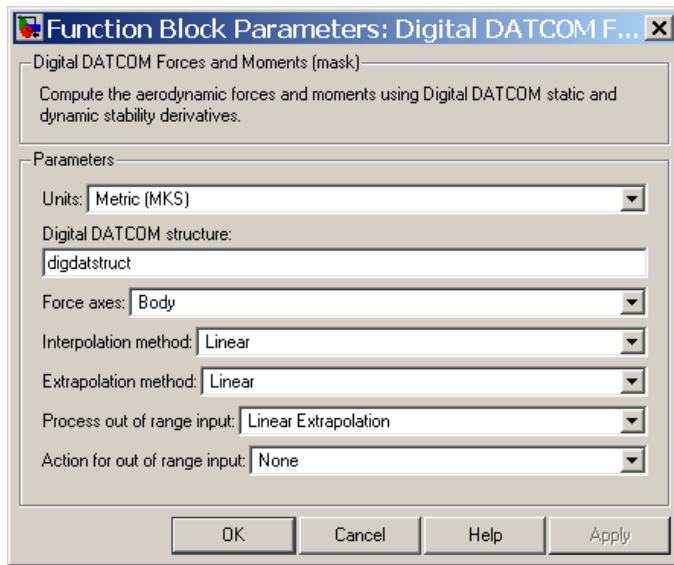 Function Block Parameters: Digital DATCOM F...
Digital DATCOM Forces and Moments (mask)
Compute the aerodynamic forces and moments using Digital DATCOM static and
dynamic stability derivatives.
Parameters
Units: Metric (MKS)
Digital DATCOM structure:
digdatstruct
Force axes: Body
Interpolation method: Linear
Extrapolation method: Linear
Process out of range input: Linear Extrapolation
Action for out of range input: None
OK Cancel Help Apply